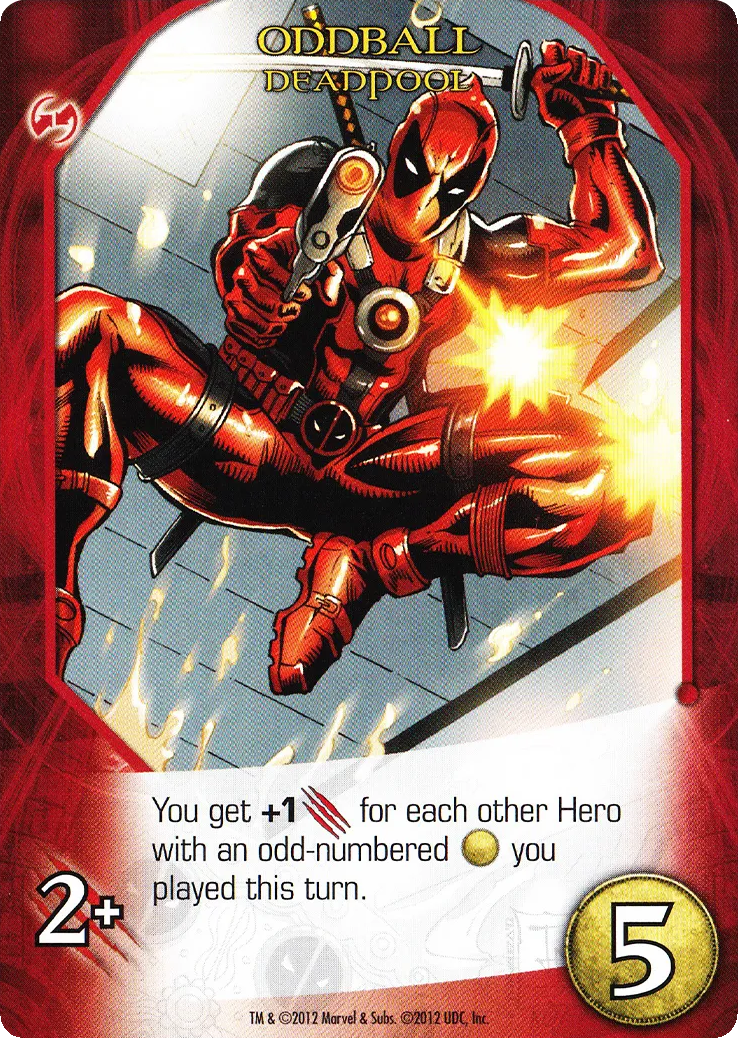 ODDBALL
DEADPOOL
You get +1 for each other Hero
with an odd-numbered you
played this turn.
2+
5
TM & ©2012 Marvel & Subs. ©2012 UDC, Inc.